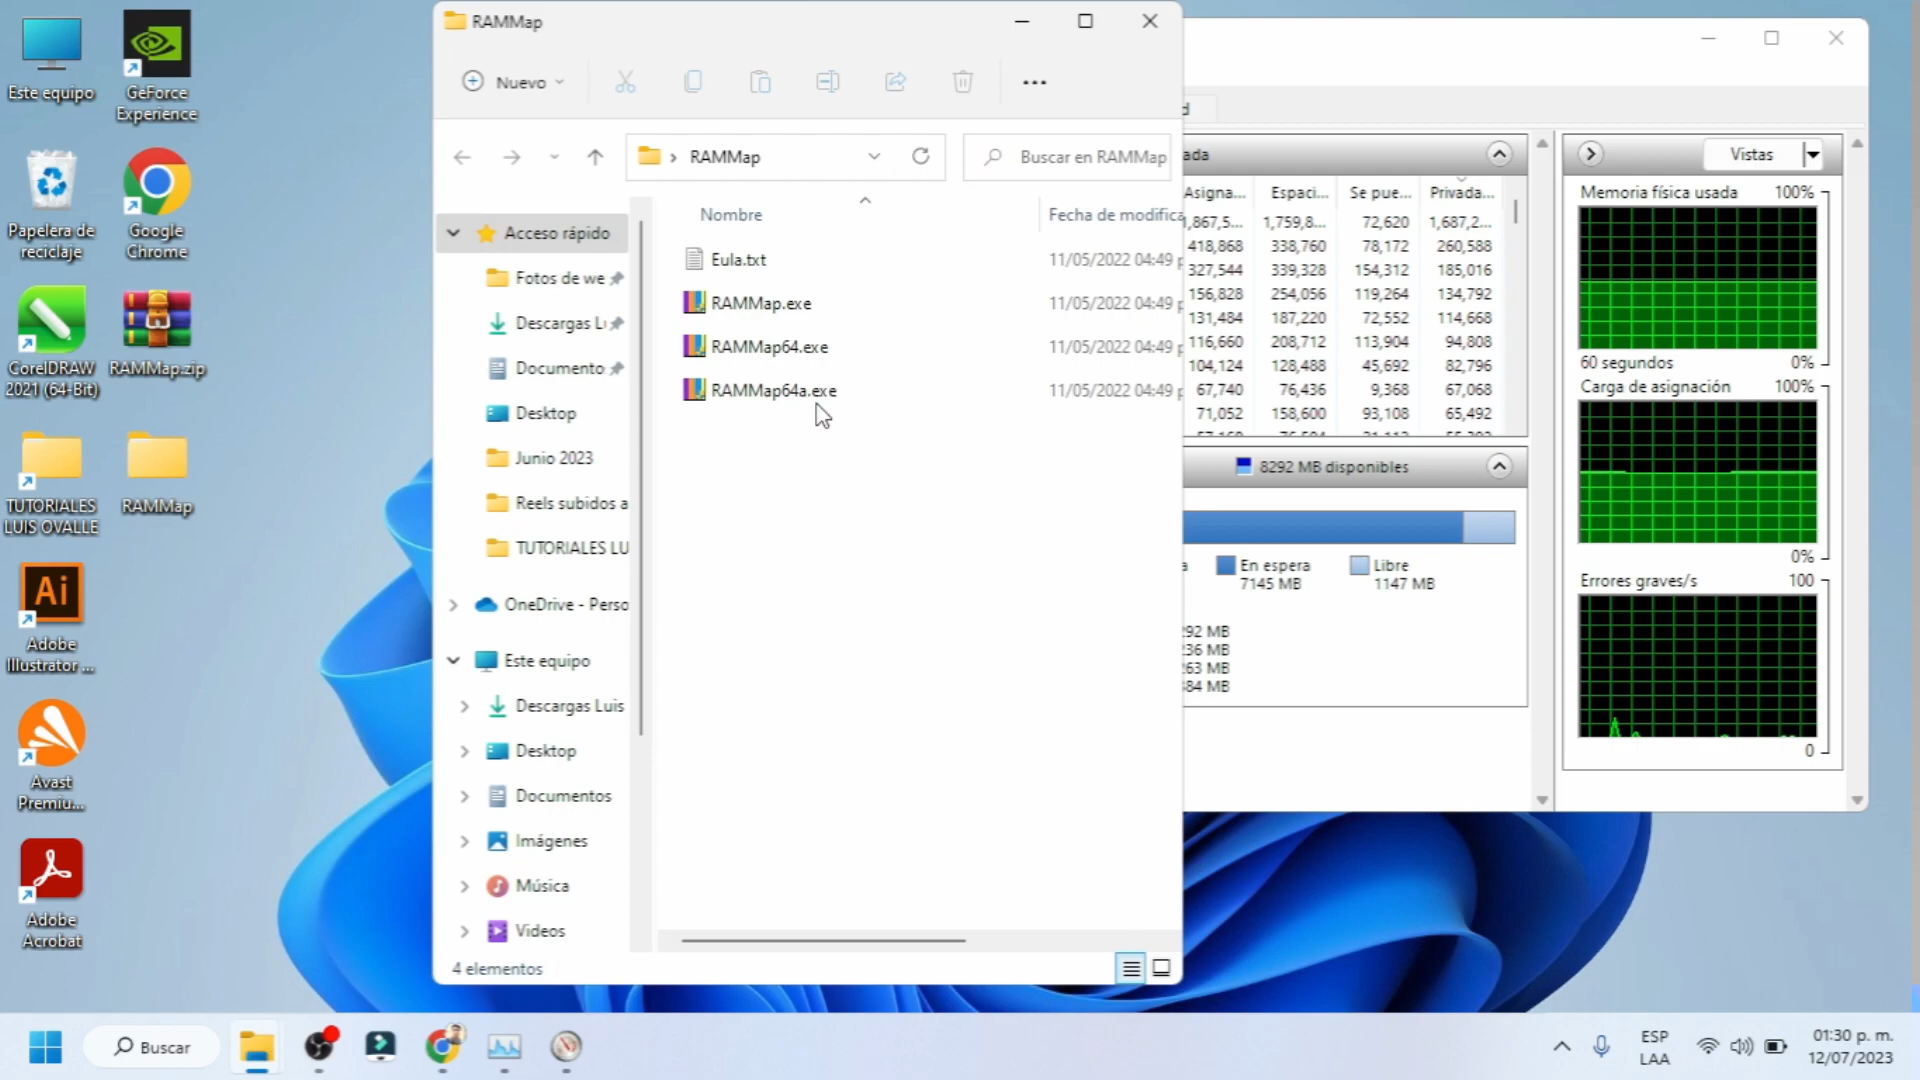 Este equipo
GeForce
Experience
Papelera de
reciclaje
Google
Chrome
CorelDRAW
2021 (64-Bit)
RAMMap.zip
TUTORIALES
LUIS OVALLE
RAMMap
Ai
Adobe
Illustrator ...
Avast
Premiu...
Adobe
Acrobat
RAMMap
Nuevo
RAMMap
Buscar en RAMMap
Nombre
Fecha de modifica
Eula.txt
11/05/2022 04:49 p
RAMMap.exe
11/05/2022 04:49 p
RAMMap64.exe
11/05/2022 04:49 p
RAMMap64a.exe
11/05/2022 04:49 p
Acceso rápido
Fotos de we
Descargas Lu
Documento
Desktop
Junio 2023
Reels subidos a
TUTORIALES LU
OneDrive - Perso
Este equipo
Descargas Luis
Desktop
Documentos
Imágenes
Música
Videos
4 elementos
d
ada
Asigna... Espaci... Se pue... Privada...
,867,5... 1,759,8... 72,620 1,687,2...
418,868 338,760 78,172 260,588
327,544 339,328 154,312 185,016
156,828 254,056 119,264 134,792
131,484 187,220 72,552 114,668
116,660 208,712 113,904 94,808
104,124 128,488 45,692 82,796
67,740 76,436 9,368 67,068
71,052 158,600 93,108 65,492
8292 MB disponibles
a
En espera
7145 MB
Libre
1147 MB
292 MB
236 MB
263 MB
384 MB
Vistas
Memoria física usada 100%
60 segundos 0%
Carga de asignación 100%
0%
Errores graves/s 100
0
Buscar
ESP
LAA
01:30 p. m.
12/07/2023